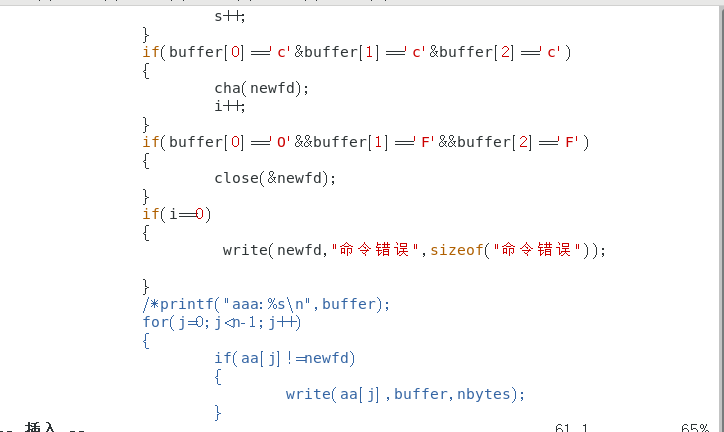 s++;
}
if(buffer[0]=='c'&buffer[1]=='c'&buffer[2]=='c')
{
cha(newfd);
i++;
}
if(buffer[0]=='O'&&buffer[1]=='F'&&buffer[2]=='F')
{
close(&newfd);
}
if(i==0)
{
write(newfd,"命令错误",sizeof("命令错误"));
}
/*printf("aaa:%s\n",buffer);
for(j=0;j<n-1;j++)
{
if(aa[j]!=newfd)
{
write(aa[j],buffer,nbytes);
}
-- 插入 -- 61,1 65%